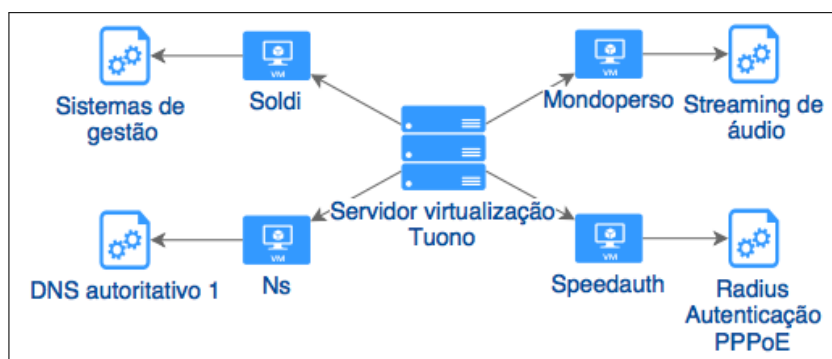 VM
Soldi
Sistemas de
gestão
VM
Mondoperso
Streaming de
áudio
Servidor virtualização
Tuono
VM
Ns
DNS autoritativo 1
VM
Speedauth
Radius
Autenticação
PPPoE